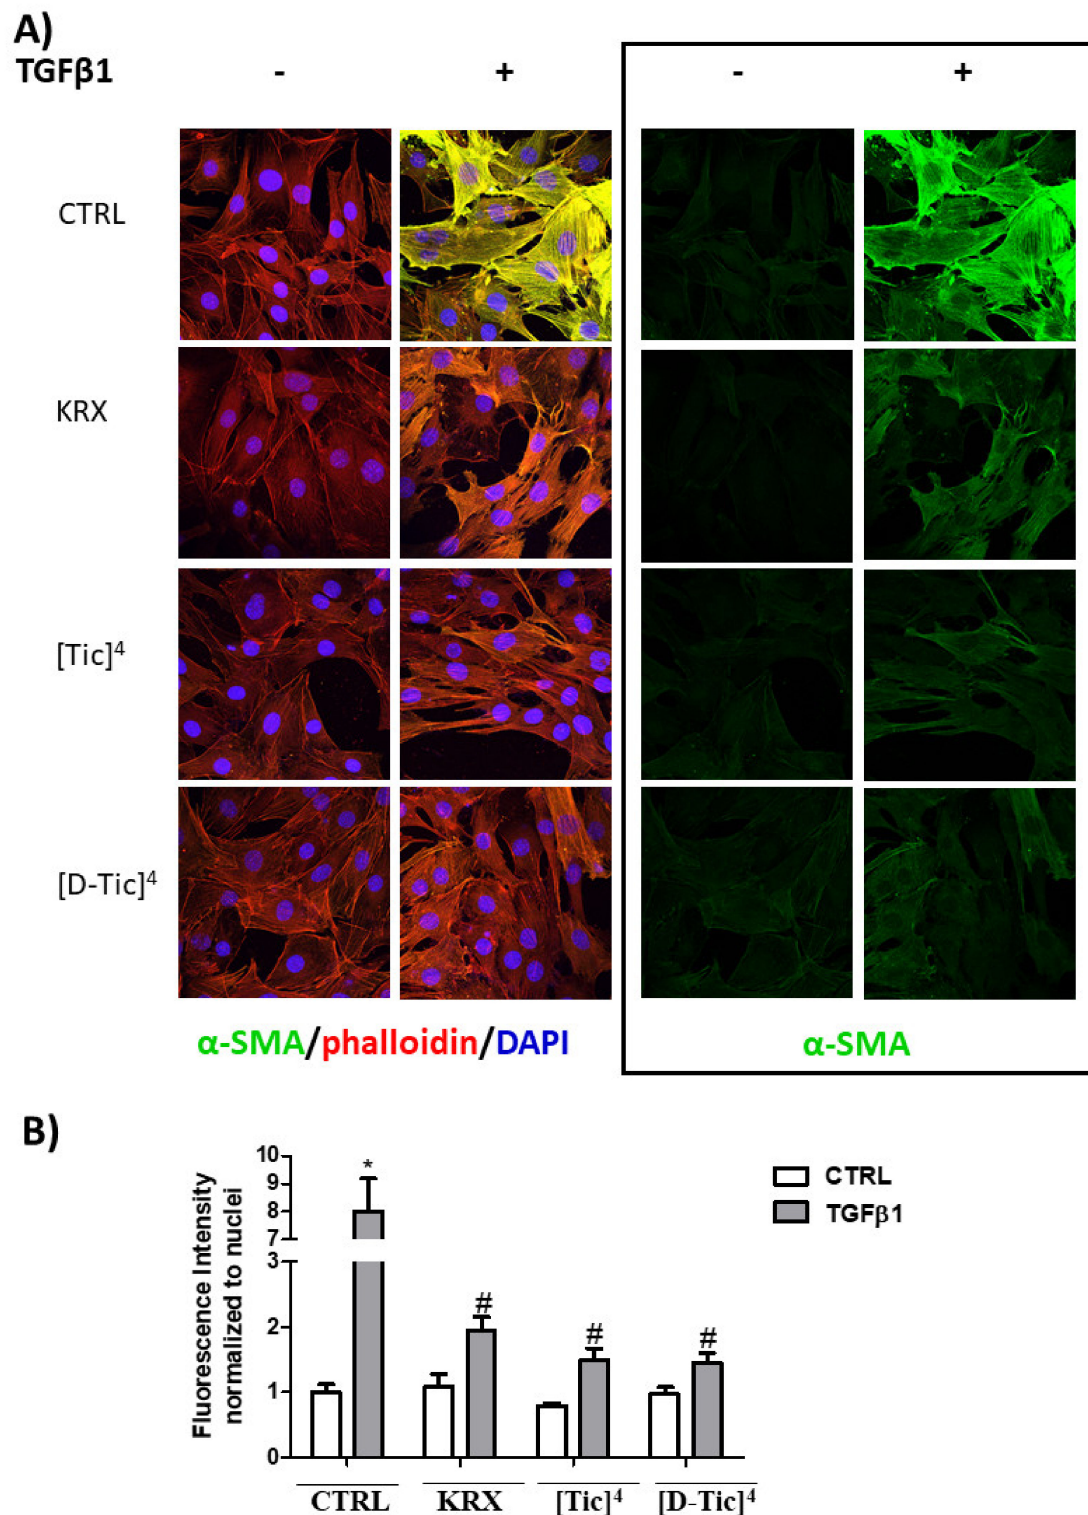 A)
TGFβ1 - + - +
CTRL
KRX
[Tic]⁴
[D-Tic]⁴
α-SMA/phalloidin/DAPI α-SMA
B)
Fluorescence Intensity
normalized to nuclei
10
9
8
7
3
2
1
0
*
#
#
#
CTRL
TGFβ1
CTRL KRX [Tic]⁴ [D-Tic]⁴